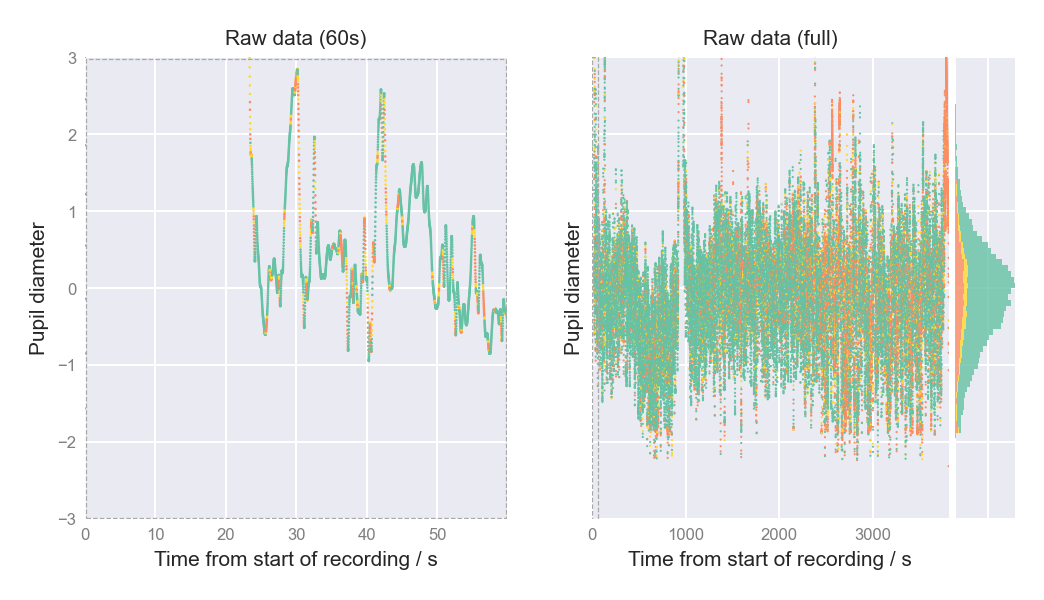 Raw data (60s)
Pupil diameter
3
2
1
0
−1
−2
−3
0
10
20
30
40
50
Time from start of recording / s
Raw data (full)
Pupil diameter
0
1000
2000
3000
Time from start of recording / s